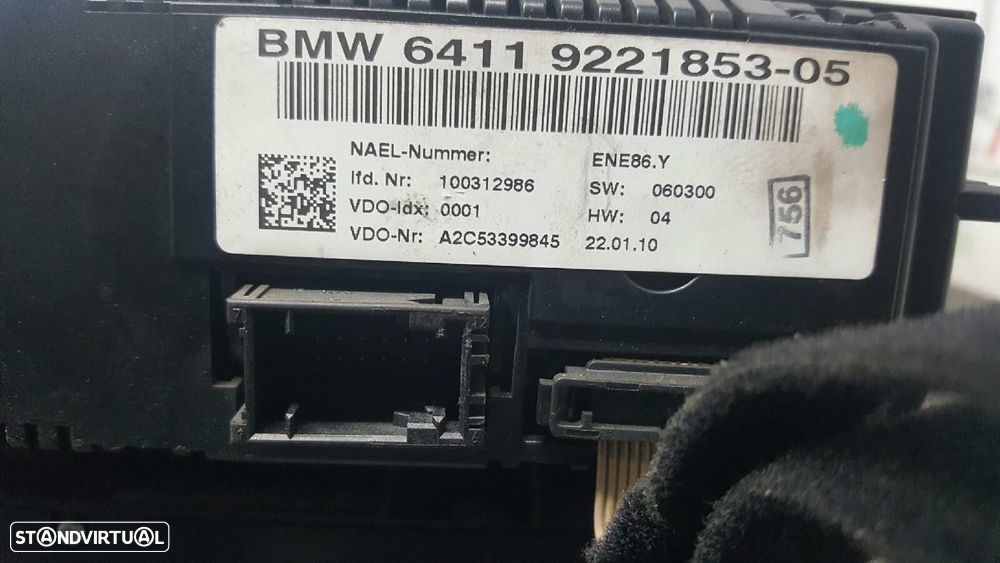 BMW 6411 9221853-05
NAEL-Nummer: ENE86.Y
lfd. Nr: 100312986 SW: 060300
VDO-Idx: 0001 HW: 04
VDO-Nr: A2C53399845 22.01.10
756
STANDVIRTUAL